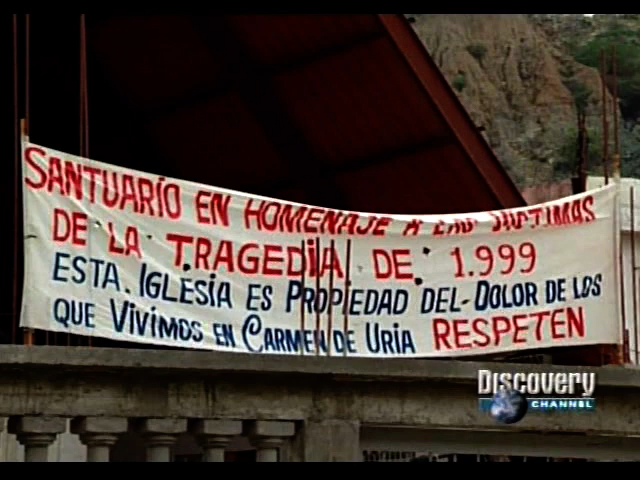 SANTUARIO EN HOMENAJE A LAS VICTIMAS
DE LA TRAGEDIA DE 1.999
ESTA. IGLESIA ES PROPIEDAD DEL-DOLOR DE LOS
QUE VIVIMOS EN CARMEN DE URIA RESPETEN
Discovery
CHANNEL